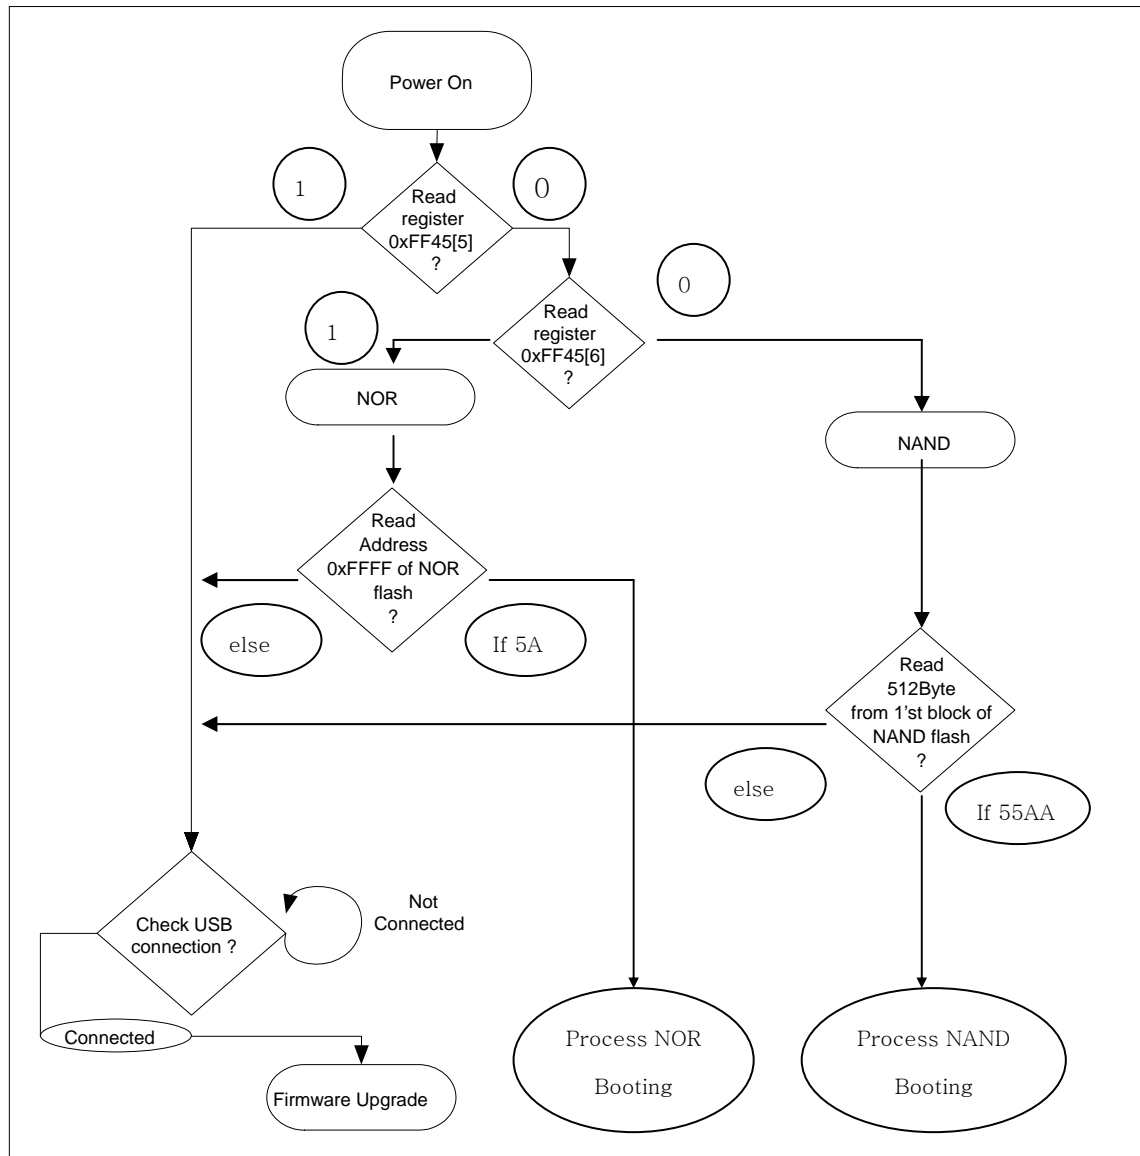 Power On
1
0
Read
register
0xFF45[5]
?
0
1
Read
register
0xFF45[6]
?
NOR
NAND
Read
Address
0xFFFF of NOR
flash
?
else
If 5A
Read
512Byte
from 1'st block of
NAND flash
?
else
If 55AA
Not
Connected
Check USB
connection ?
Connected
Process NOR
Booting
Process NAND
Booting
Firmware Upgrade